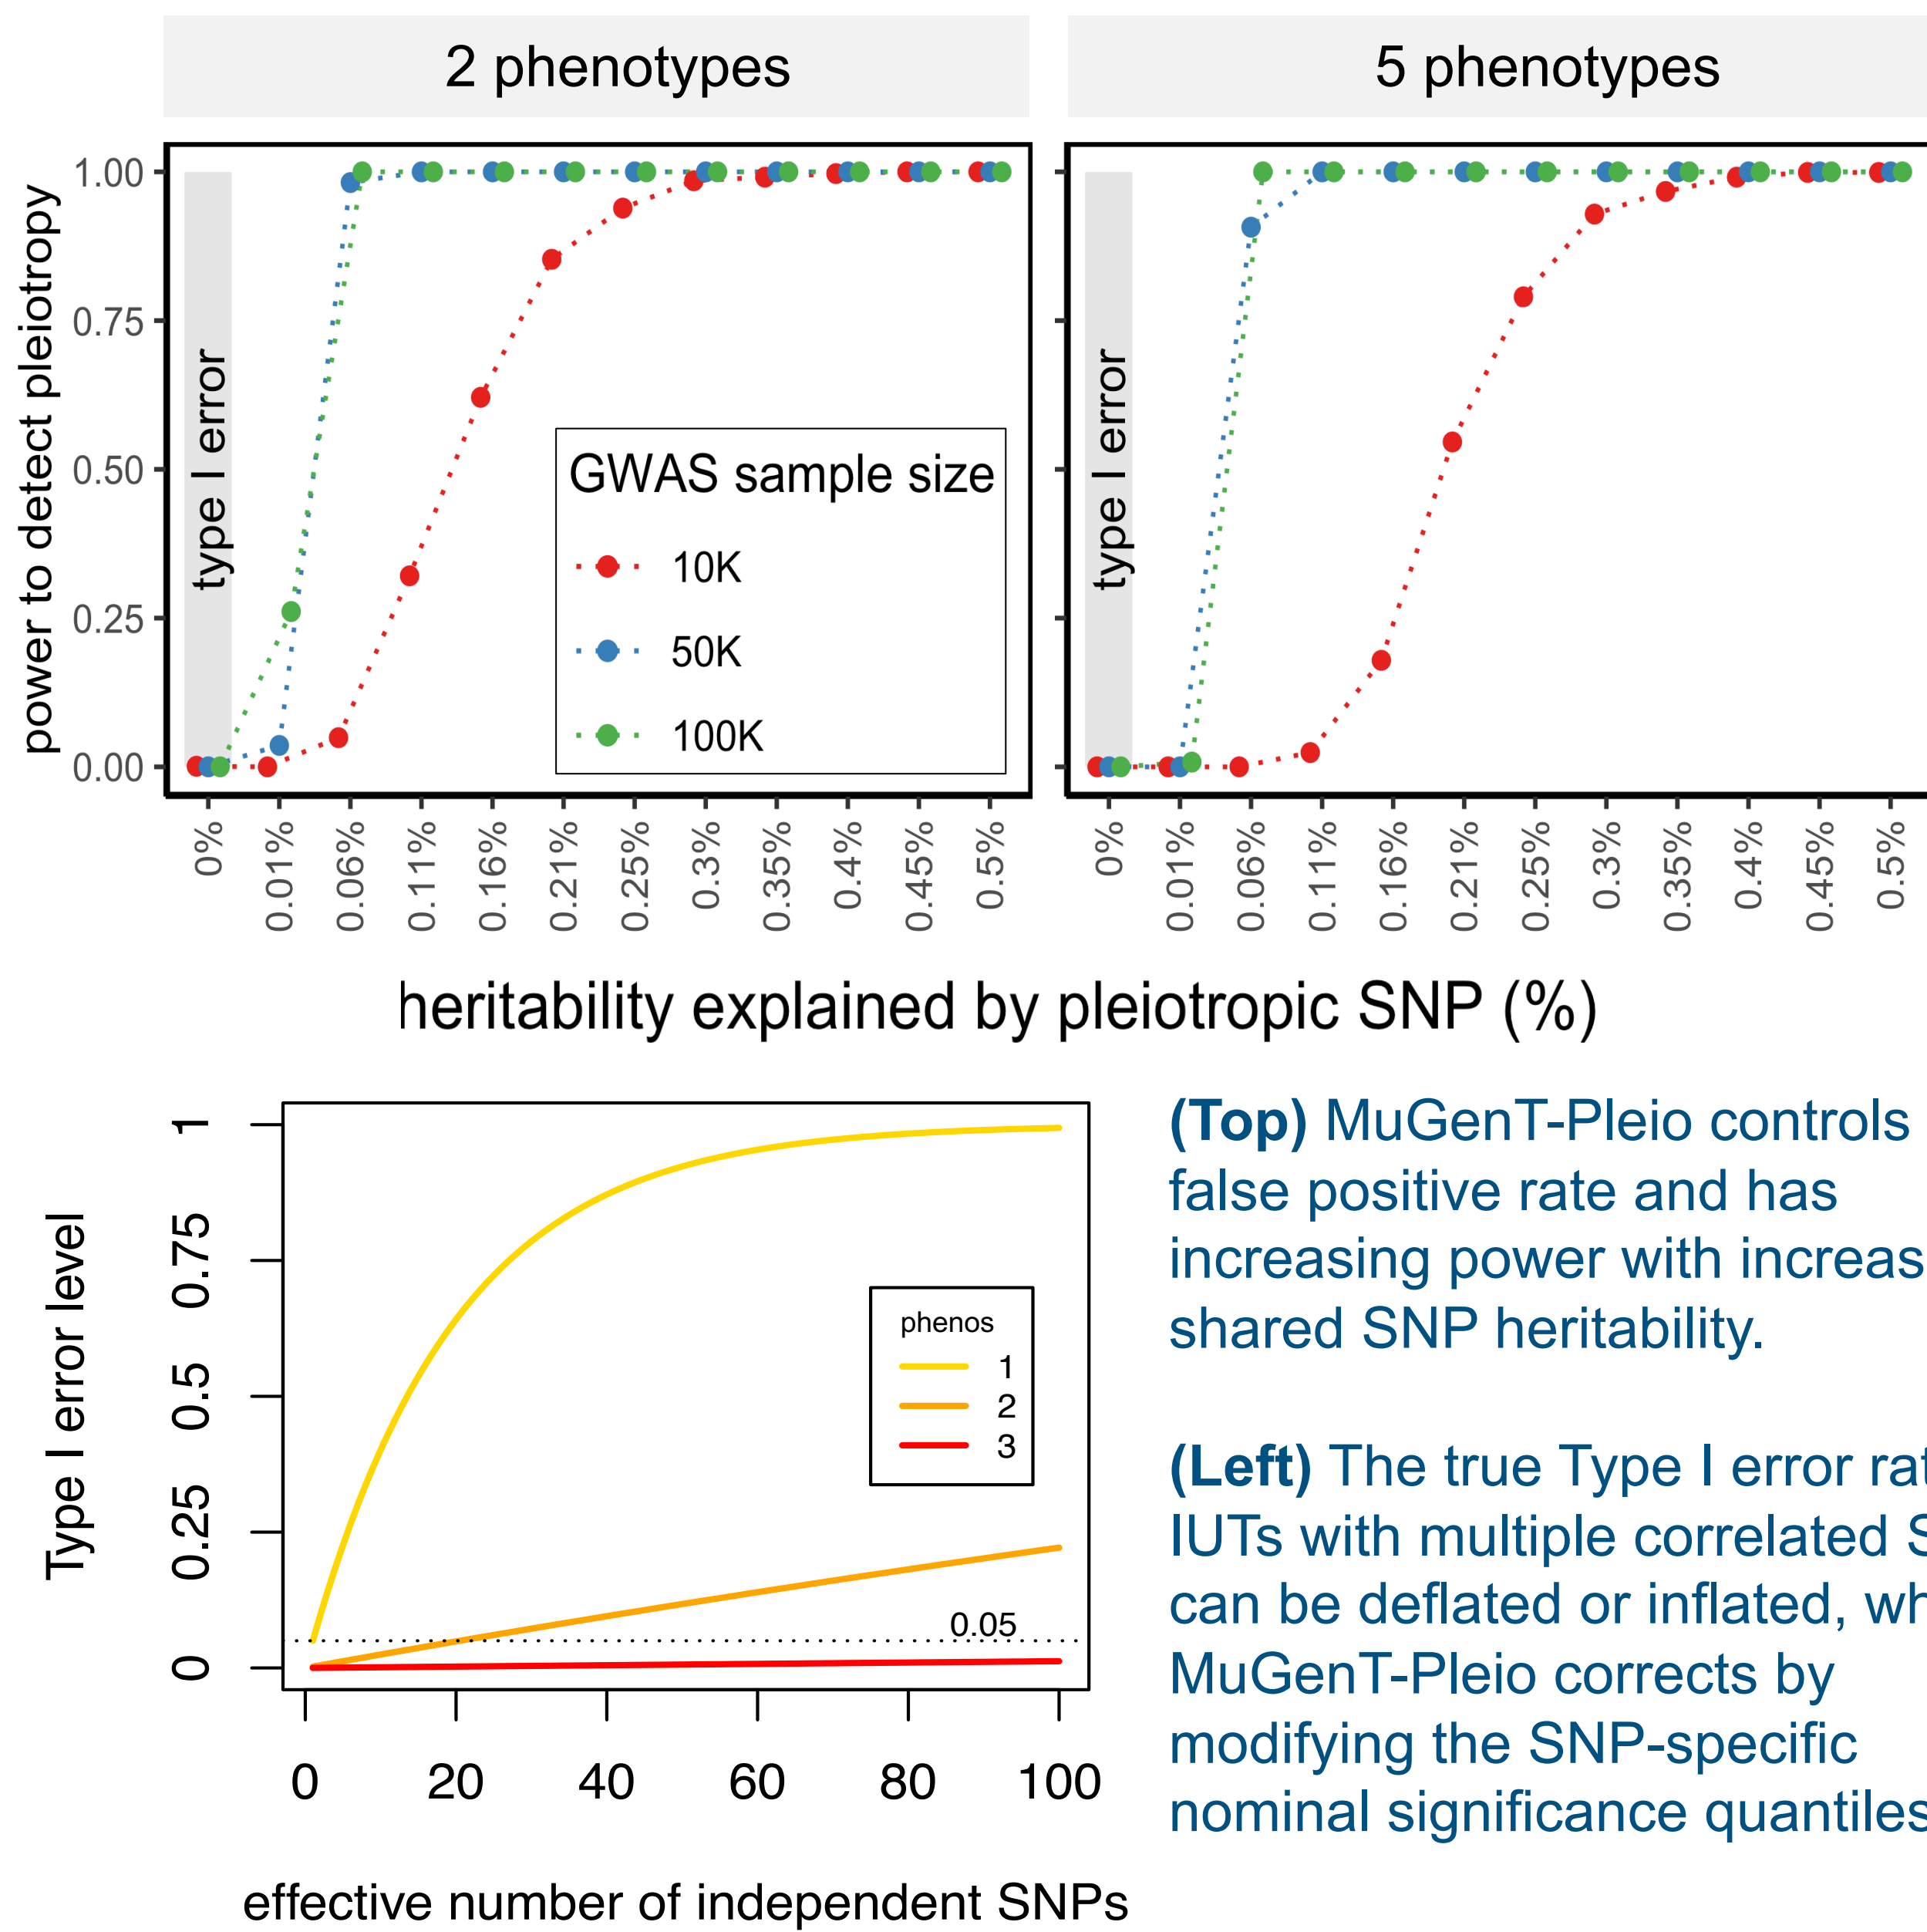 2 phenotypes
5 phenotypes
power to detect pleiotropy
1.00
0.75
0.50
0.25
0.00
type I error
type I error
GWAS sample size
10K
50K
100K
0% 0.01% 0.06% 0.11% 0.16% 0.21% 0.25% 0.3% 0.35% 0.4% 0.45% 0.5%
0% 0.01% 0.06% 0.11% 0.16% 0.21% 0.25% 0.3% 0.35% 0.4% 0.45% 0.5%
heritability explained by pleiotropic SNP (%)
Type I error level
1
0.75
0.5
0.25
0
phenos
1
2
3
0.05
0 20 40 60 80 100
effective number of independent SNPs
(Top) MuGenT-Pleio controls
false positive rate and has
increasing power with increas
shared SNP heritability.
(Left) The true Type I error
IUTs with multiple correlated
can be deflated or inflated,
MuGenT-Pleio corrects by
modifying the SNP-specific
nominal significance quantiles